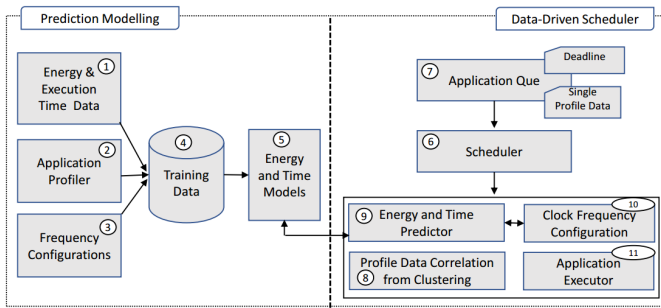 Prediction Modelling
Data-Driven Scheduler
1
Energy &
Execution
Time Data
2
Application
Profiler
3
Frequency
Configurations
4
Training
Data
5
Energy
and Time
Models
7
Application Que
Deadline
Single
Profile Data
6
Scheduler
9
Energy and Time
Predictor
10
Clock Frequency
Configuration
Profile Data Correlation
8
from Clustering
11
Application
Executor